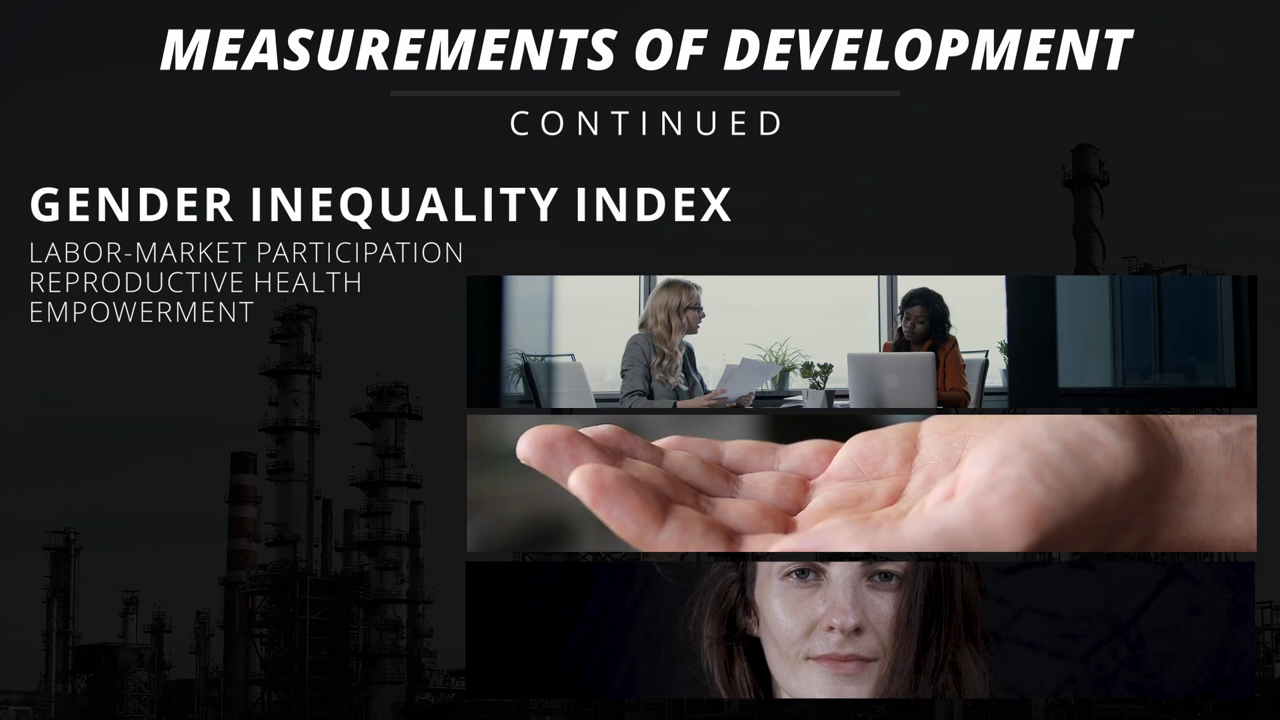 MEASUREMENTS OF DEVELOPMENT
CONTINUED
GENDER INEQUALITY INDEX
LABOR-MARKET PARTICIPATION
REPRODUCTIVE HEALTH
EMPOWERMENT